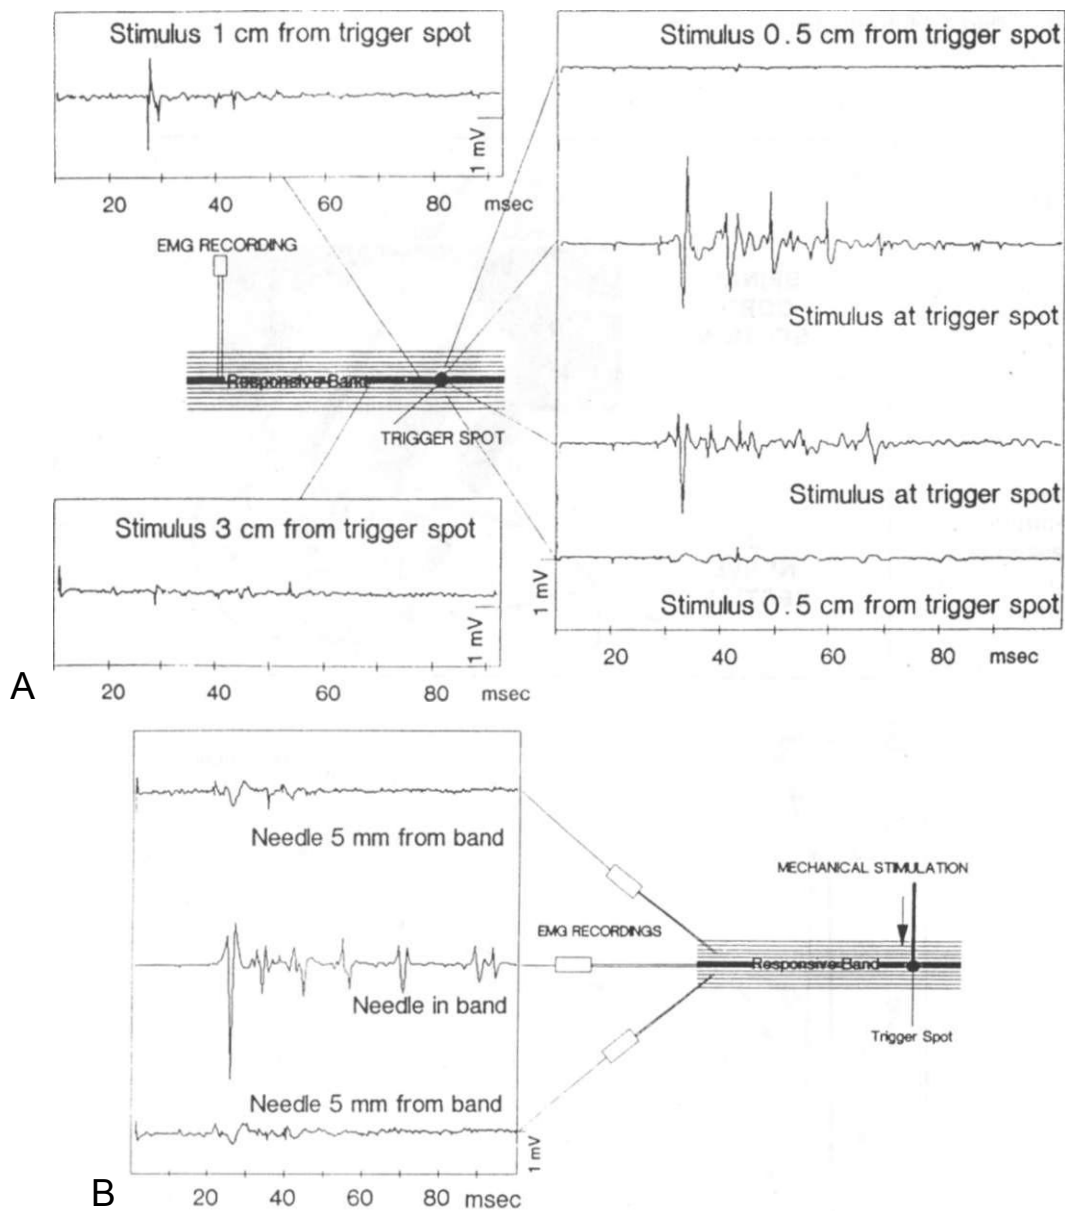 Stimulus 1 cm from trigger spot
1 mV
20 40 60 80 msec
Stimulus 0.5 cm from trigger spot
Stimulus at trigger spot
Stimulus at trigger spot
1 mV
Stimulus 0.5 cm from trigger spot
20 40 60 80 msec
EMG RECORDING
Responsive Band
TRIGGER SPOT
Stimulus 3 cm from trigger spot
1 mV
20 40 60 80 msec
A
Needle 5 mm from band
Needle in band
Needle 5 mm from band
1 mV
20 40 60 80 msec
MECHANICAL STIMULATION
EMG RECORDINGS
Responsive Band
Trigger Spot
B